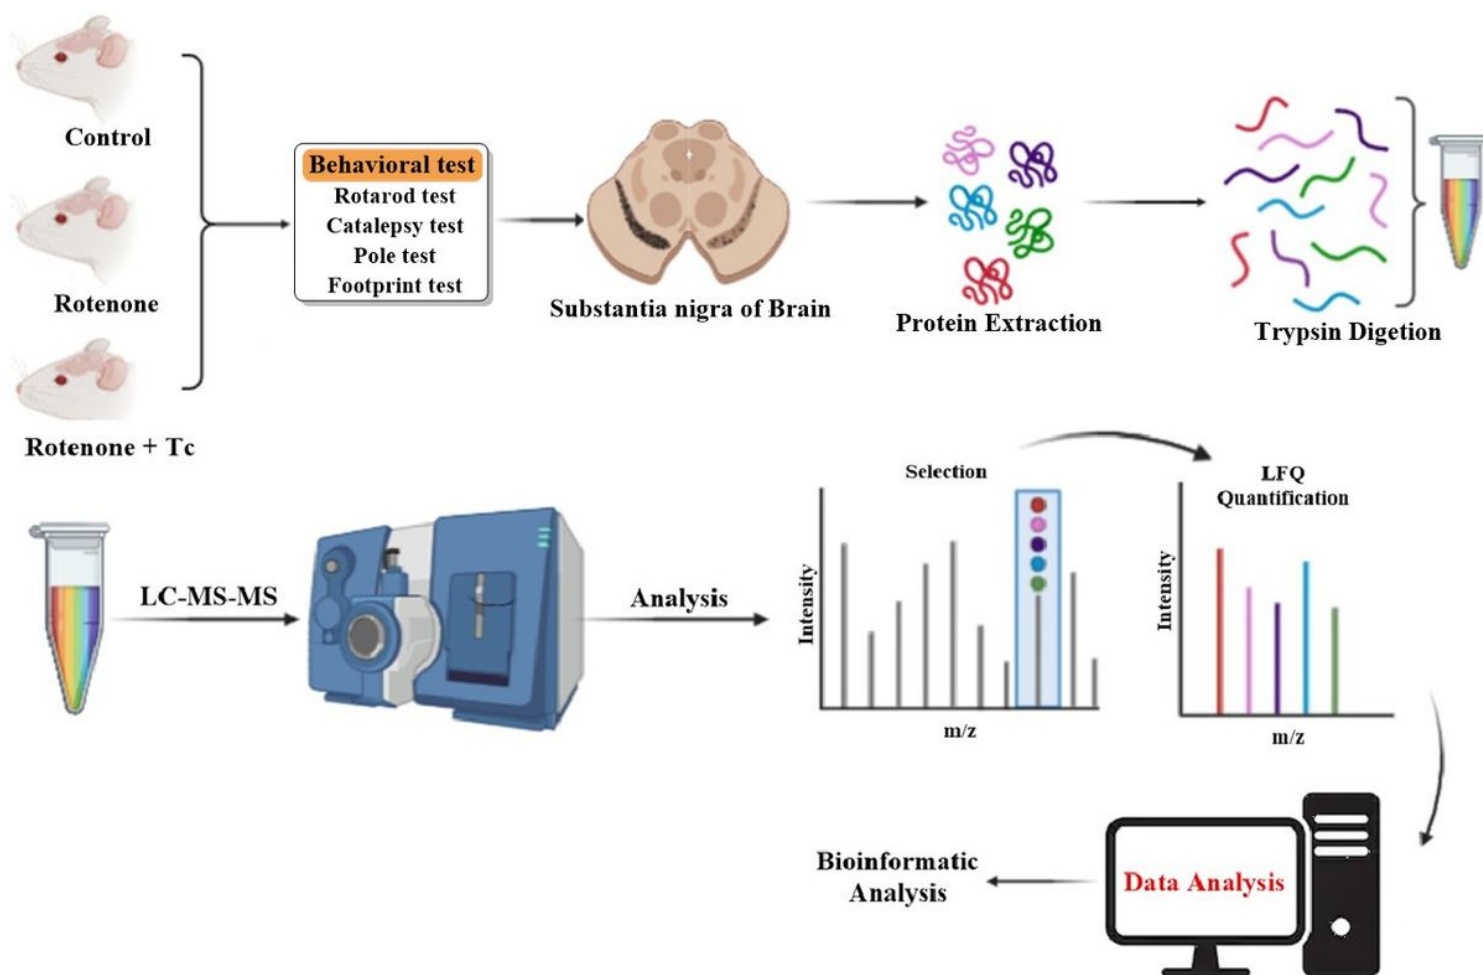 Control
Rotenone
Rotenone + Tc
Behavioral test
Rotarod test
Catalepsy test
Pole test
Footprint test
Substantia nigra of Brain
Protein Extraction
Trypsin Digetion
LC-MS-MS
Analysis
Selection
Intensity
m/z
LFQ
Quantification
Intensity
m/z
Data Analysis
Bioinformatic
Analysis